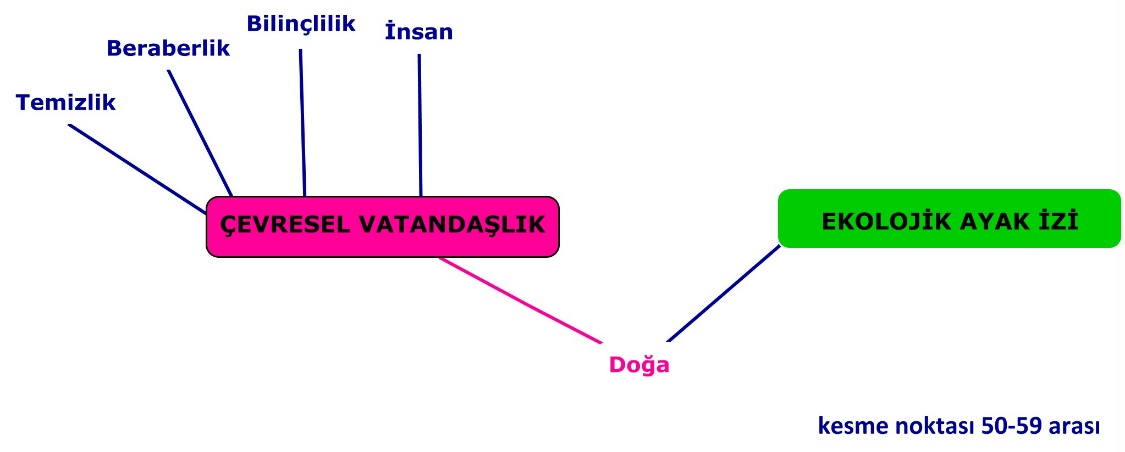 Bilinçlilik
İnsan
Beraberlik
Temizlik
ÇEVRESEL VATANDAŞLIK
EKOLOJİK AYAK İZİ
Doğa
kesme noktası 50-59 arası